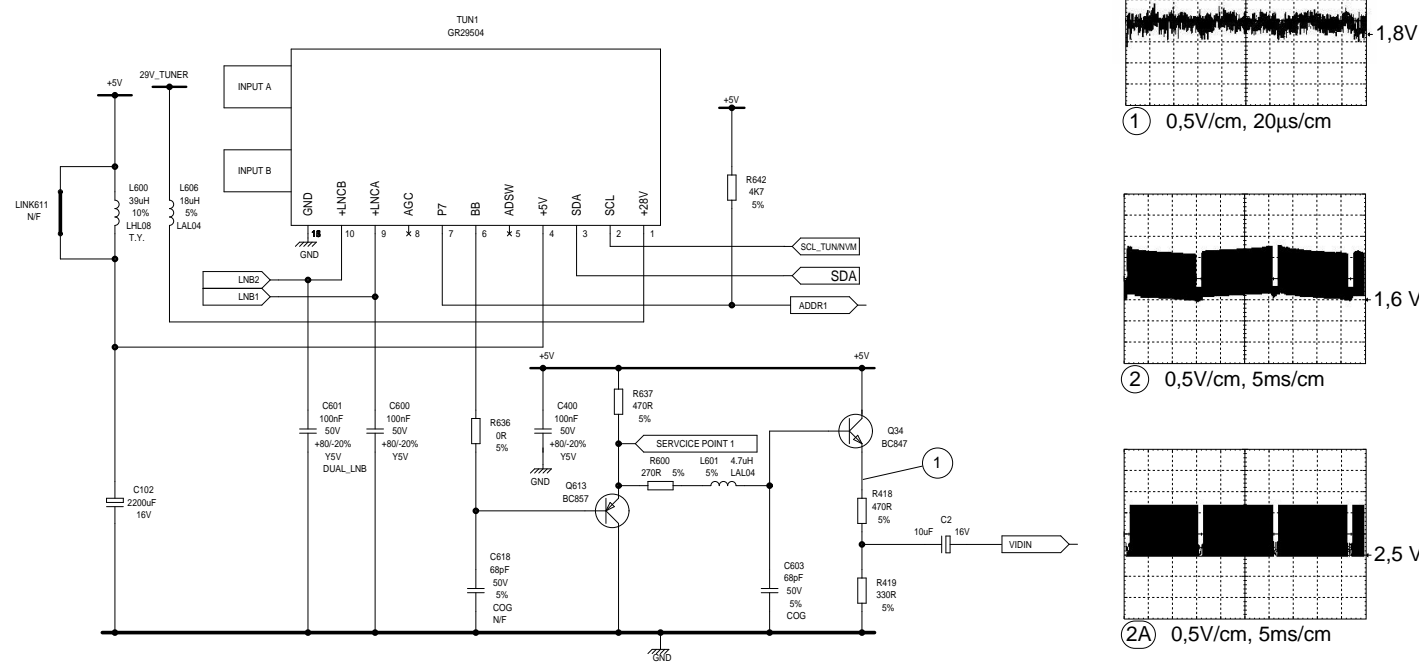 TUN1
GR29504
+5V
29V_TUNER
INPUT A
INPUT B
+5V
LINK611
N/F
L600
39uH
10%
LHL08
T.Y.
L606
18uH
5%
LAL04
R642
4K7
5%
GND
+LNCB
+LNCA
AGC
P7
BB
ADSW
+5V
SDA
SCL
+28V
10
9
8
7
6
5
4
3
2
1
GND
LNB2
LNB1
SCL_TUN/NVM
SDA
ADDR1
+5V
+5V
C601
100nF
50V
+80/-20%
Y5V
DUAL_LNB
C600
100nF
50V
+80/-20%
Y5V
R636
0R
5%
C400
100nF
50V
+80/-20%
Y5V
GND
R637
470R
5%
SERVCICE POINT 1
R600
270R 5%
L601 4.7uH
5% LAL04
Q613
BC857
Q34
BC847
1
R418
470R
5%
C102
2200uF
16V
C618
68pF
50V
5%
COG
N/F
C603
68pF
50V
5%
COG
C2
10uF 16V
VIDIN
R419
330R
5%
GND
1,8V
1 0,5V/cm, 20µs/cm
1,6 V
2 0,5V/cm, 5ms/cm
2,5 V
2A 0,5V/cm, 5ms/cm